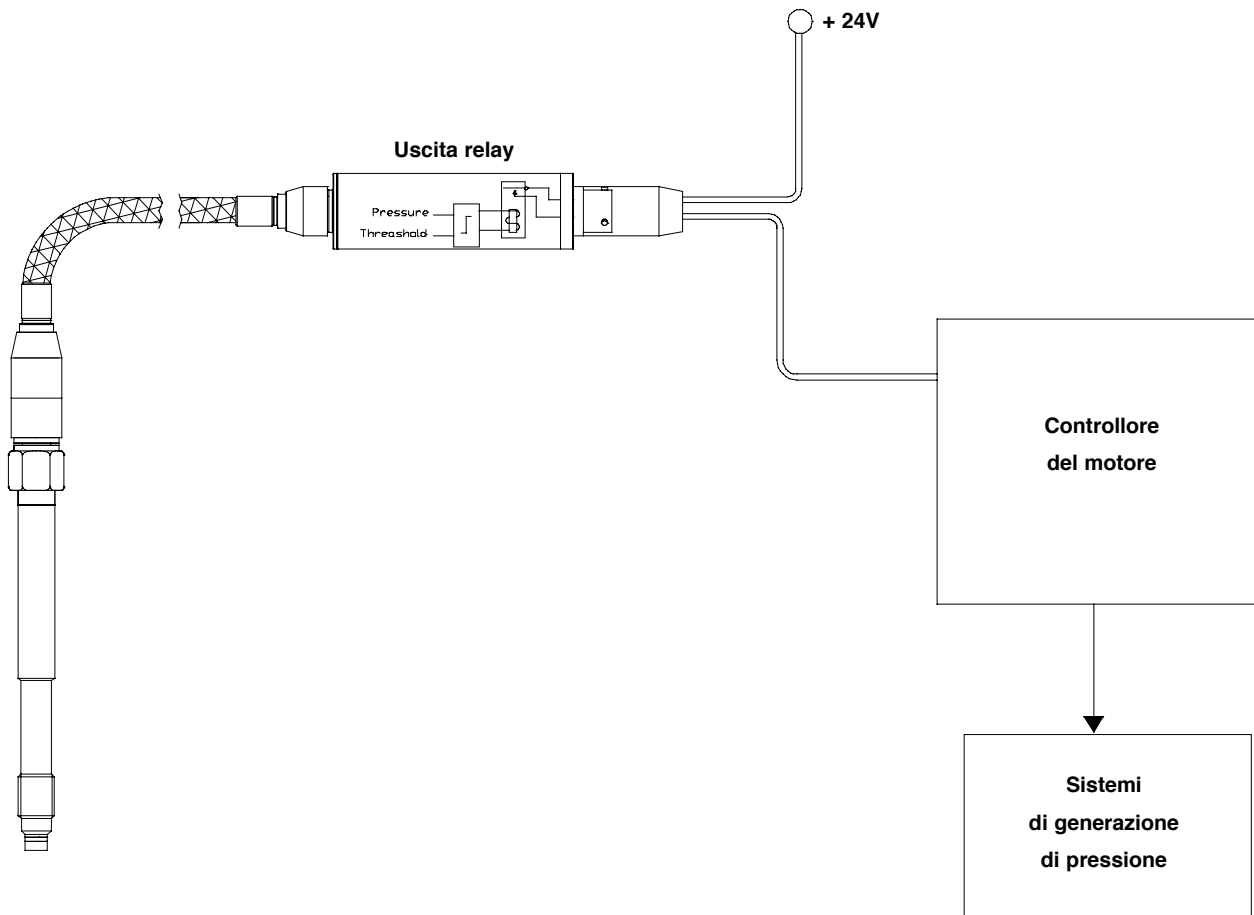 + 24V
Uscita relay
Pressure
Threashold
Controllore
del motore
Sistemi
di generazione
di pressione